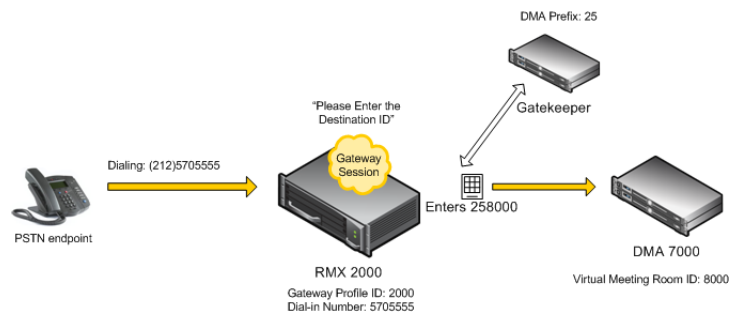 DMA Prefix: 25
Gatekeeper
"Please Enter the
Destination ID"
Gateway
Session
Dialing: (212)5705555
Enters 258000
PSTN endpoint
RMX 2000
Gateway Profile ID: 2000
Dial-in Number: 5705555
DMA 7000
Virtual Meeting Room ID: 8000